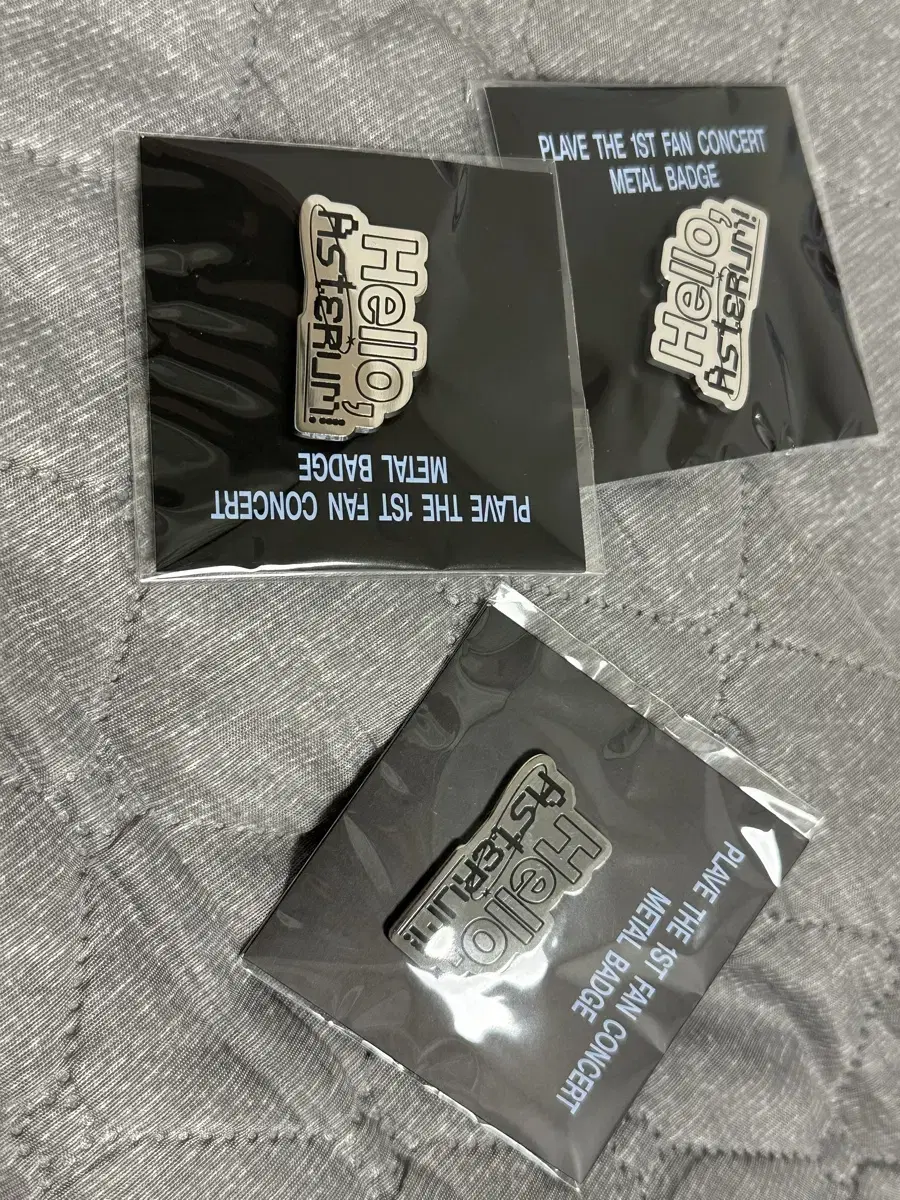 PLAVE THE 1ST FAN CONCERT
METAL BADGE
Hello,
Asterum!
PLAVE THE 1ST FAN CONCERT
METAL BADGE
Hello,
Asterum!
PLAVE THE 1ST FAN CONCERT
METAL BADGE
Hello,
Asterum!